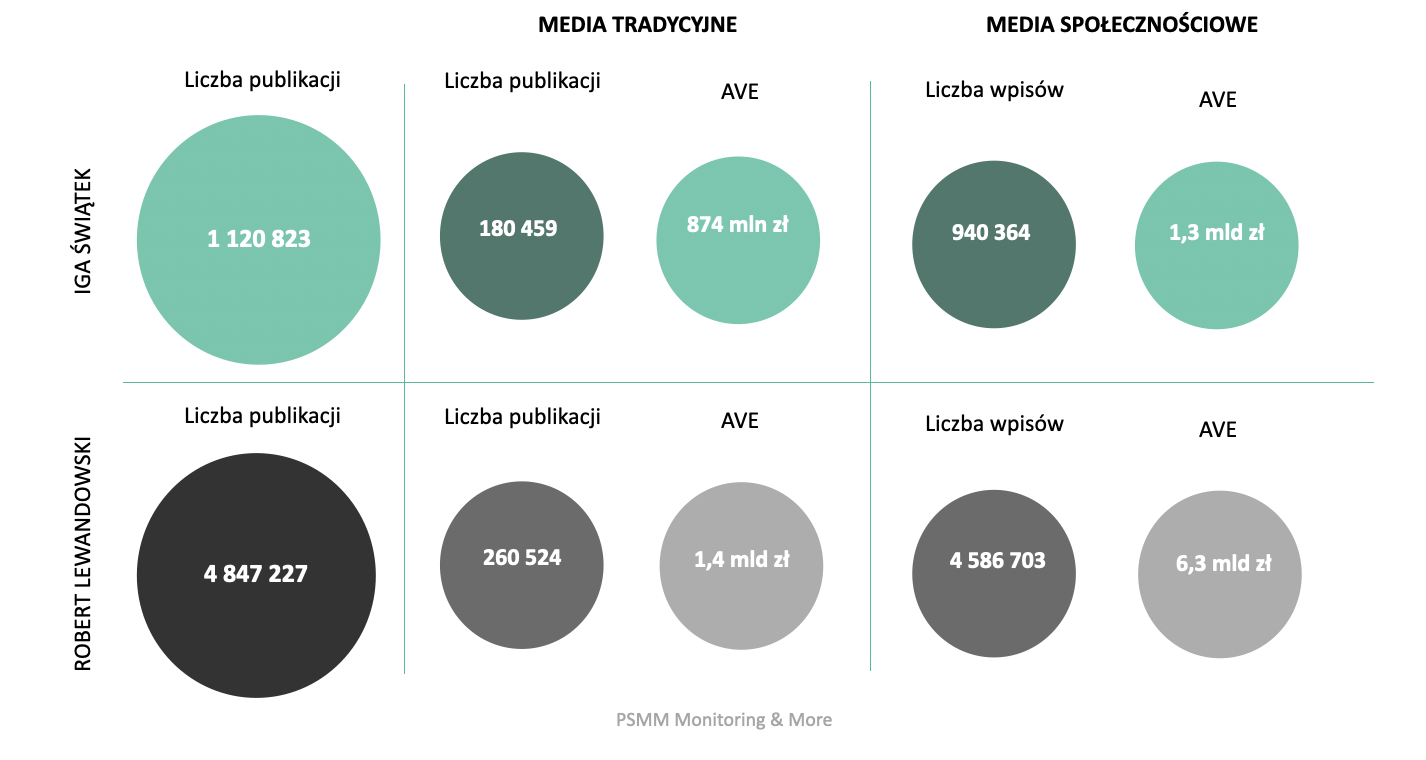 MEDIA TRADYCYJNE
MEDIA SPOŁECZNOŚCIOWE
IGA ŚWIĄTEK
Liczba publikacji
1 120 823
Liczba publikacji
180 459
AVE
874 mln zł
Liczba wpisów
940 364
AVE
1,3 mld zł
ROBERT LEWANDOWSKI
Liczba publikacji
4 847 227
Liczba publikacji
260 524
AVE
1,4 mld zł
Liczba wpisów
4 586 703
AVE
6,3 mld zł
PSMM Monitoring & More